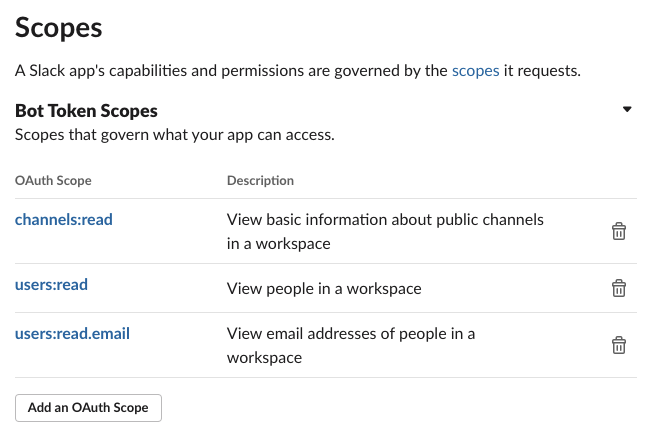 Scopes
A Slack app's capabilities and permissions are governed by the scopes it requests.
Bot Token Scopes
Scopes that govern what your app can access.
OAuth Scope Description
channels:read View basic information about public channels
in a workspace
users:read View people in a workspace
users:read.email View email addresses of people in a
workspace
Add an OAuth Scope